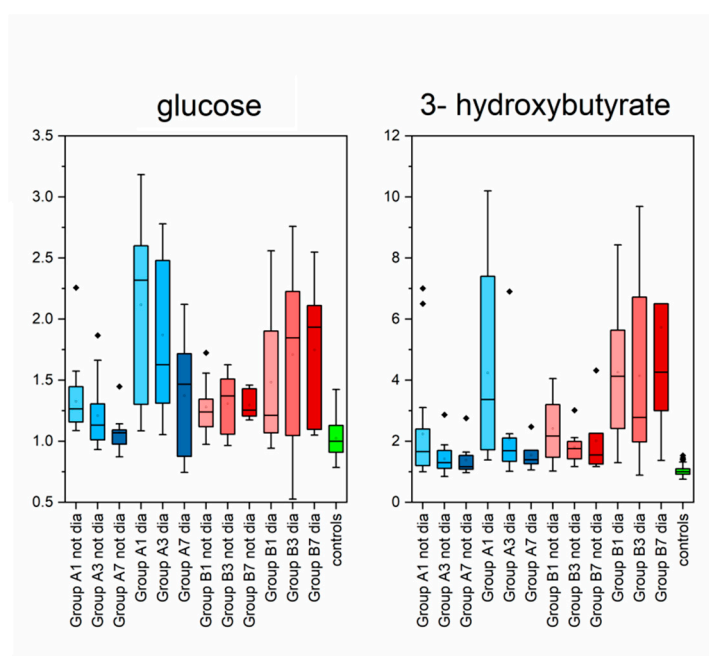 glucose
3.5
3.0
2.5
2.0
1.5
1.0
0.5
Group A1 not dia
Group A3 not dia
Group A7 not dia
Group A1 dia
Group A3 dia
Group A7 dia
Group B1 not dia
Group B3 not dia
Group B7 not dia
Group B1 dia
Group B3 dia
Group B7 dia
controls
3- hydroxybutyrate
12
10
8
6
4
2
0
Group A1 not dia
Group A3 not dia
Group A7 not dia
Group A1 dia
Group A3 dia
Group A7 dia
Group B1 not dia
Group B3 not dia
Group B7 not dia
Group B1 dia
Group B3 dia
Group B7 dia
controls